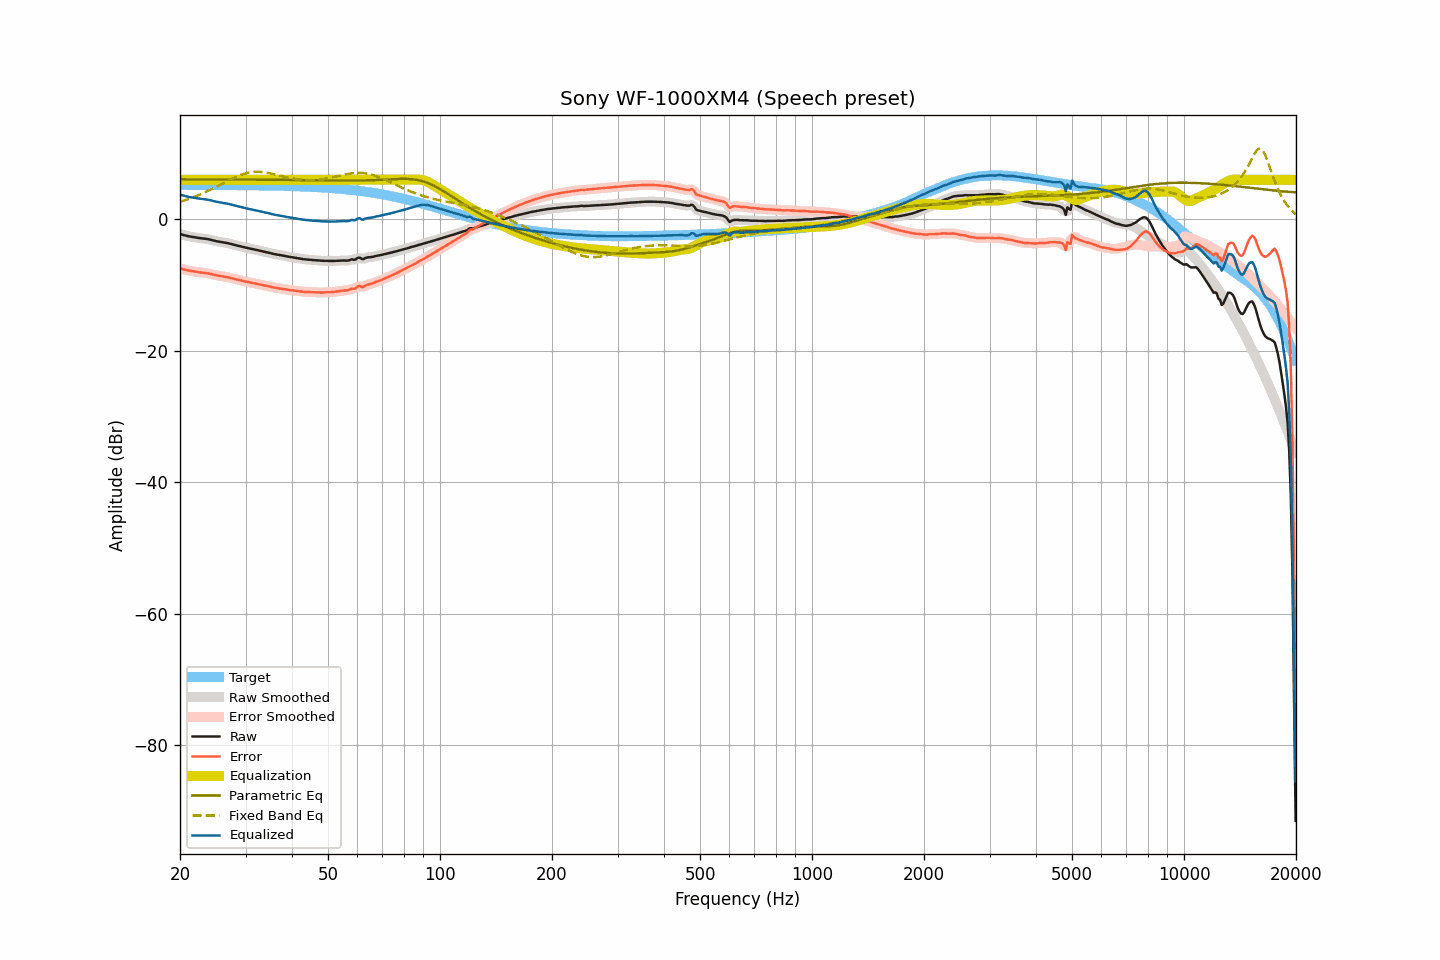 Sony WF-1000XM4 (Speech preset)
Amplitude (dBr)
0
−20
−40
−60
−80
Target
Raw Smoothed
Error Smoothed
Raw
Error
Equalization
Parametric Eq
Fixed Band Eq
Equalized
20 50 100 200 500 1000 2000 5000 10000 20000
Frequency (Hz)